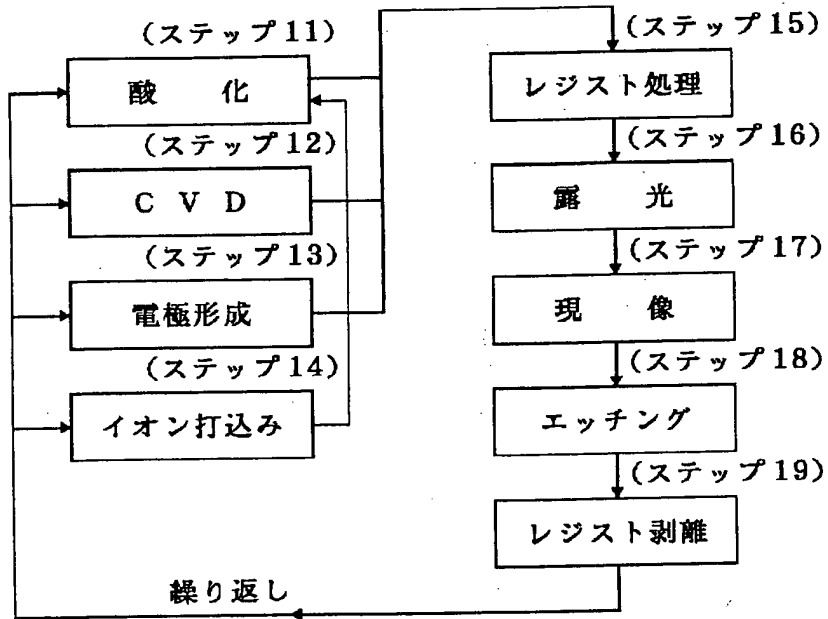 (ステップ11)
酸 化
(ステップ12)
C V D
(ステップ13)
電極形成
(ステップ14)
イオン打込み
(ステップ15)
レジスト処理
(ステップ16)
露 光
(ステップ17)
現 像
(ステップ18)
エッチング
(ステップ19)
レジスト剥離
繰り返し